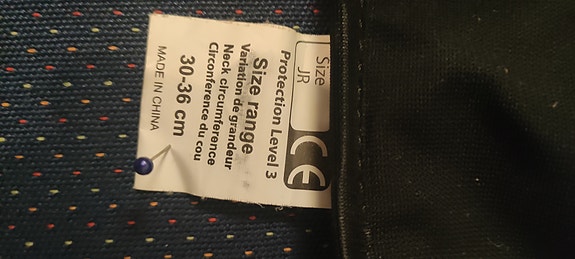 Size
JR
CE
Protection Level 3
Size range
Variation de grandeur
Neck circumference
Circonférence du cou
30-36 cm
MADE IN CHINA